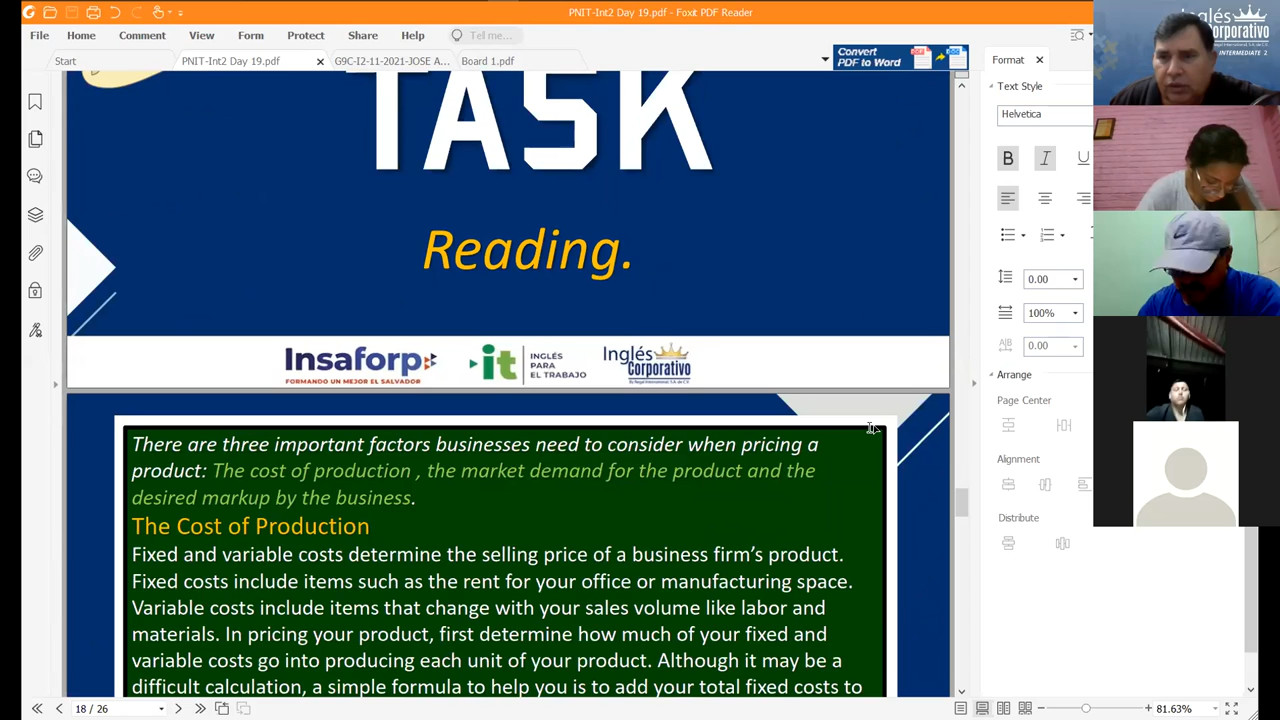 PNIT-Int2 Day 19.pdf - Foxit PDF Reader
File Home Comment View Form Protect Share Help Tell me...
Start PNIT-Int2 Day 19.pdf G9C-I2-11-2021-JOSE A... Board 1.pdf
Convert
PDF to Word
TASK
Reading.
Insaforp
FORMANDO UN MEJOR EL SALVADOR
it
INGLÉS
PARA
EL TRABAJO
Inglés
Corporativo
There are three important factors businesses need to consider when pricing a
product: The cost of production , the market demand for the product and the
desired markup by the business.
The Cost of Production
Fixed and variable costs determine the selling price of a business firm's product.
Fixed costs include items such as the rent for your office or manufacturing space.
Variable costs include items that change with your sales volume like labor and
materials. In pricing your product, first determine how much of your fixed and
variable costs go into producing each unit of your product. Although it may be a
difficult calculation, a simple formula to help you is to add your total fixed costs to
18 / 26
81.63%
Format
Text Style
Helvetica
B I U
0.00
100%
0.00
Arrange
Page Center
Alignment
Distribute
Inglés
Corporativo
INTERMEDIATE 2